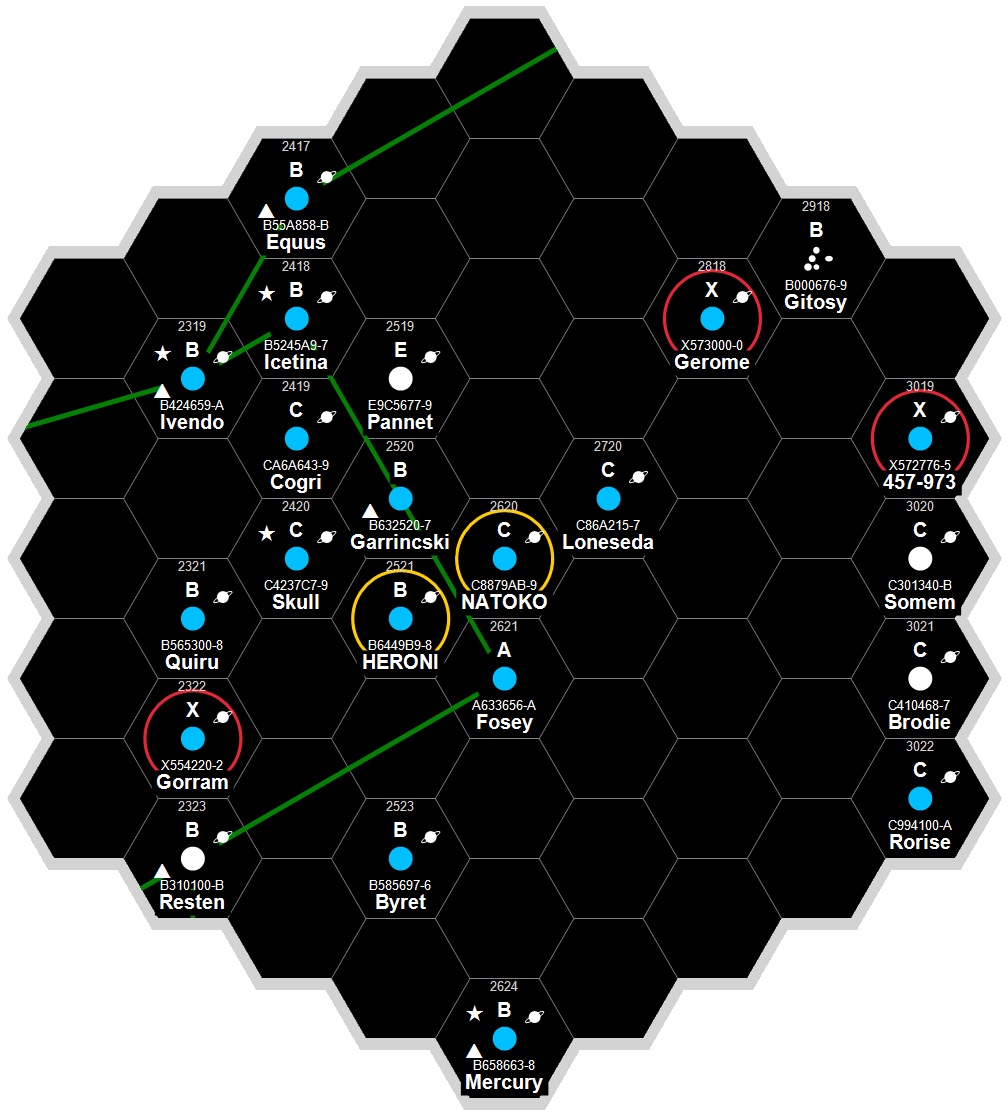 2417
B
B55A858-B
Equus
2918
B
B000676-9
Gitosy
2418
B
B5245A9-7
Icetina
2818
X
X573000-0
Gerome
2319
B
B424659-A
Ivendo
2519
E
E9C5677-9
Pannet
2419
C
CA6A643-9
Cogri
3019
X
X572776-5
457-973
2520
B
B632520-7
Garrincski
2720
C
C86A215-7
Loneseda
2420
C
C4237C7-9
Skull
2620
C
C8879AB-9
NATOKO
3020
C
C301340-B
Somem
2321
B
B565300-8
Quiru
2521
B
B6449B9-8
HERONI
2621
A
A633656-A
Fosey
3021
C
C410468-7
Brodie
2322
X
X554220-2
Gorram
3022
C
C994100-A
Rorise
2323
B
B310100-B
Resten
2523
B
B585697-6
Byret
2624
B
B658663-8
Mercury